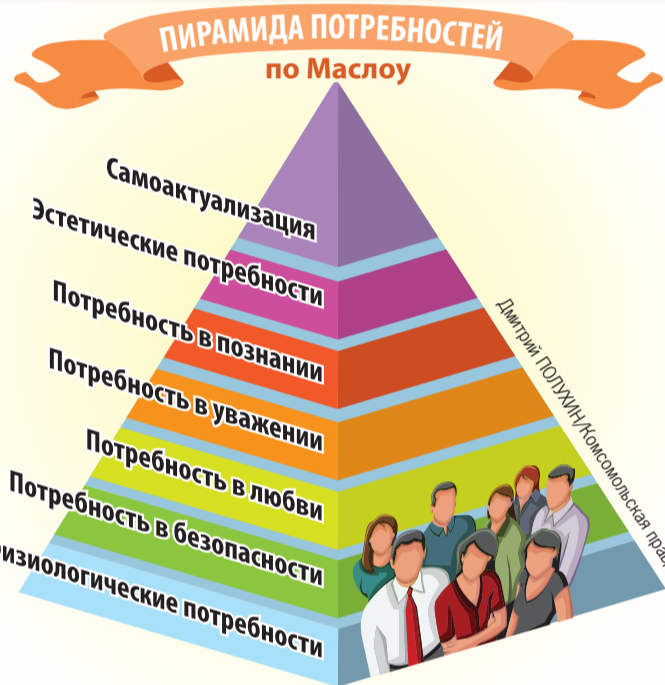 ПИРАМИДА ПОТРЕБНОСТЕЙ
по Маслоу
Самоактуализация
Эстетические потребности
Потребность в познании
Потребность в уважении
Потребность в любви
Потребность в безопасности
изиологические потребности
Дмитрий ПОЛУХИН/Комсомольская прав